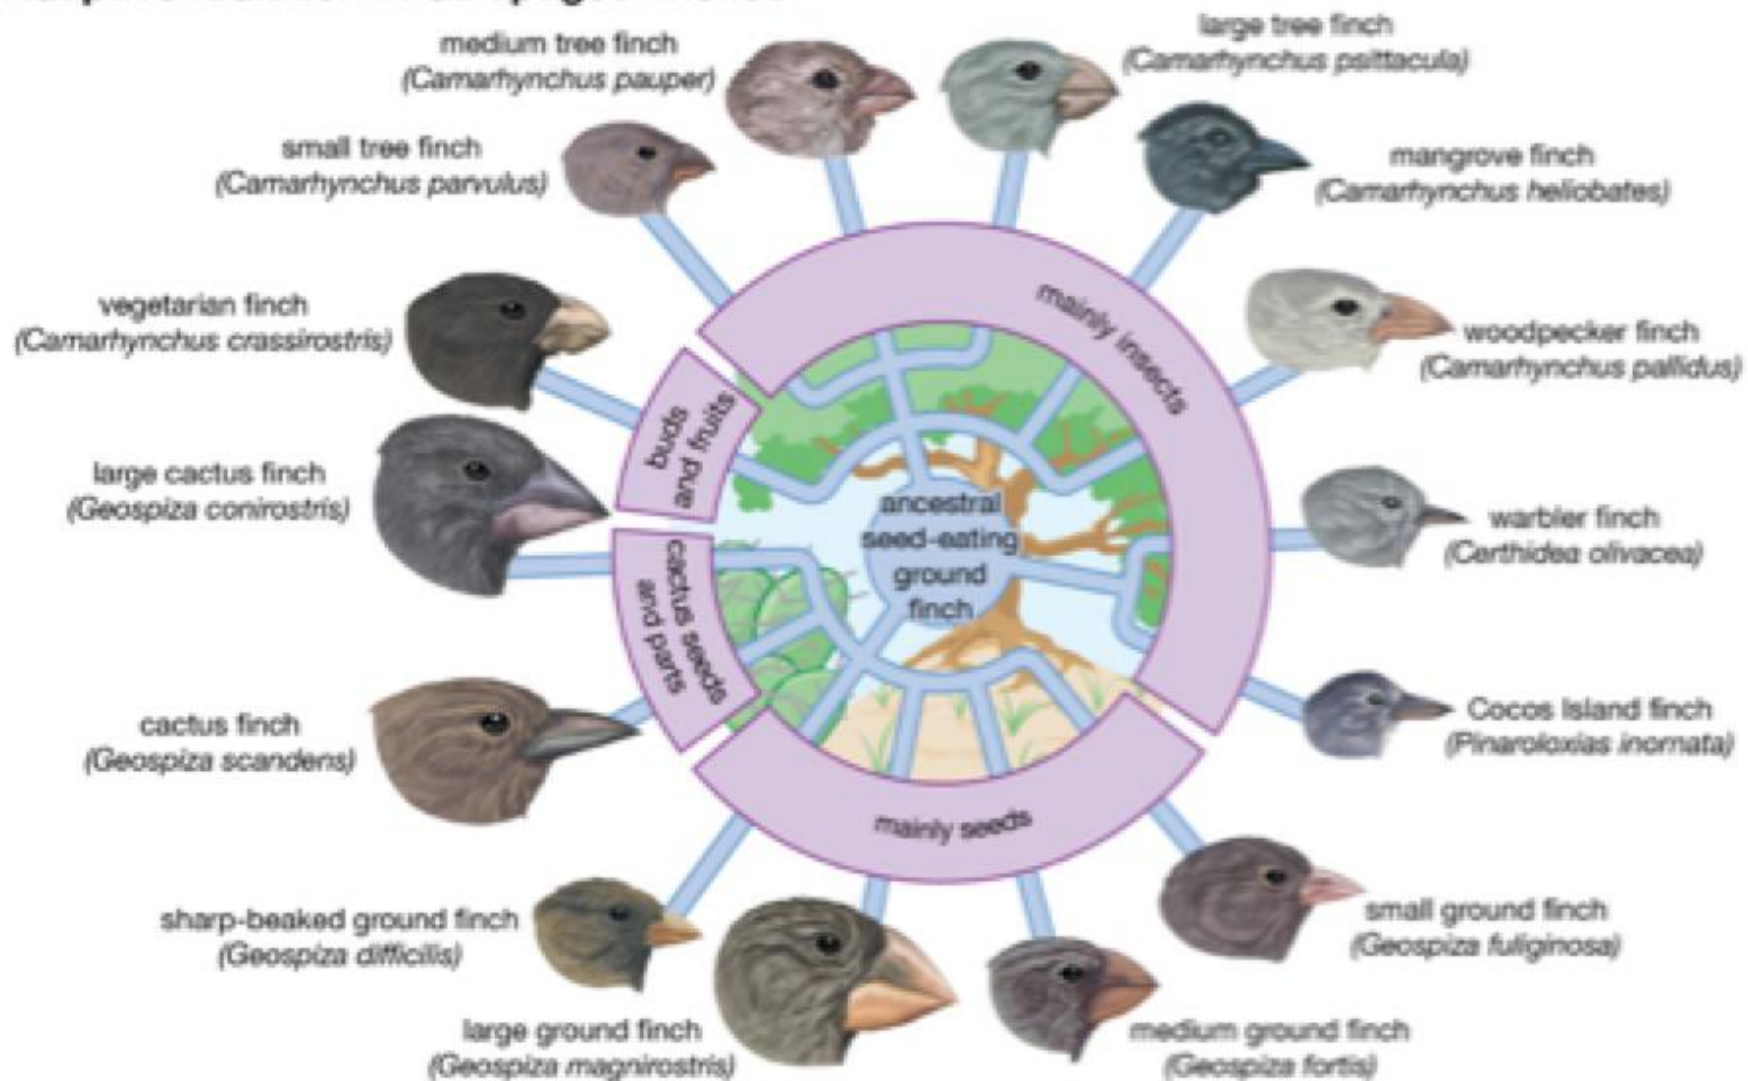 large tree finch
(Camarhynchus psittacula)
medium tree finch
(Camarhynchus pauper)
small tree finch
(Camarhynchus parvulus)
mangrove finch
(Camarhynchus heliobates)
vegetarian finch
(Camarhynchus crassirostris)
woodpecker finch
(Camarhynchus pallidus)
mainly insects
buds
and fruits
large cactus finch
(Geospiza conirostris)
ancestral
seed-eating
ground
finch
warbler finch
(Certhidea olivacea)
cactus seeds
and parts
cactus finch
(Geospiza scandens)
Cocos Island finch
(Pinaroloxias inornata)
mainly seeds
sharp-beaked ground finch
(Geospiza difficilis)
small ground finch
(Geospiza fuliginosa)
large ground finch
(Geospiza magnirostris)
medium ground finch
(Geospiza fortis)